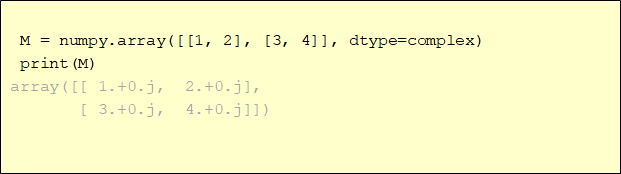 M = numpy.array([[1, 2], [3, 4]], dtype=complex)
print(M)
array([[ 1.+0.j,  2.+0.j],
       [ 3.+0.j,  4.+0.j]])